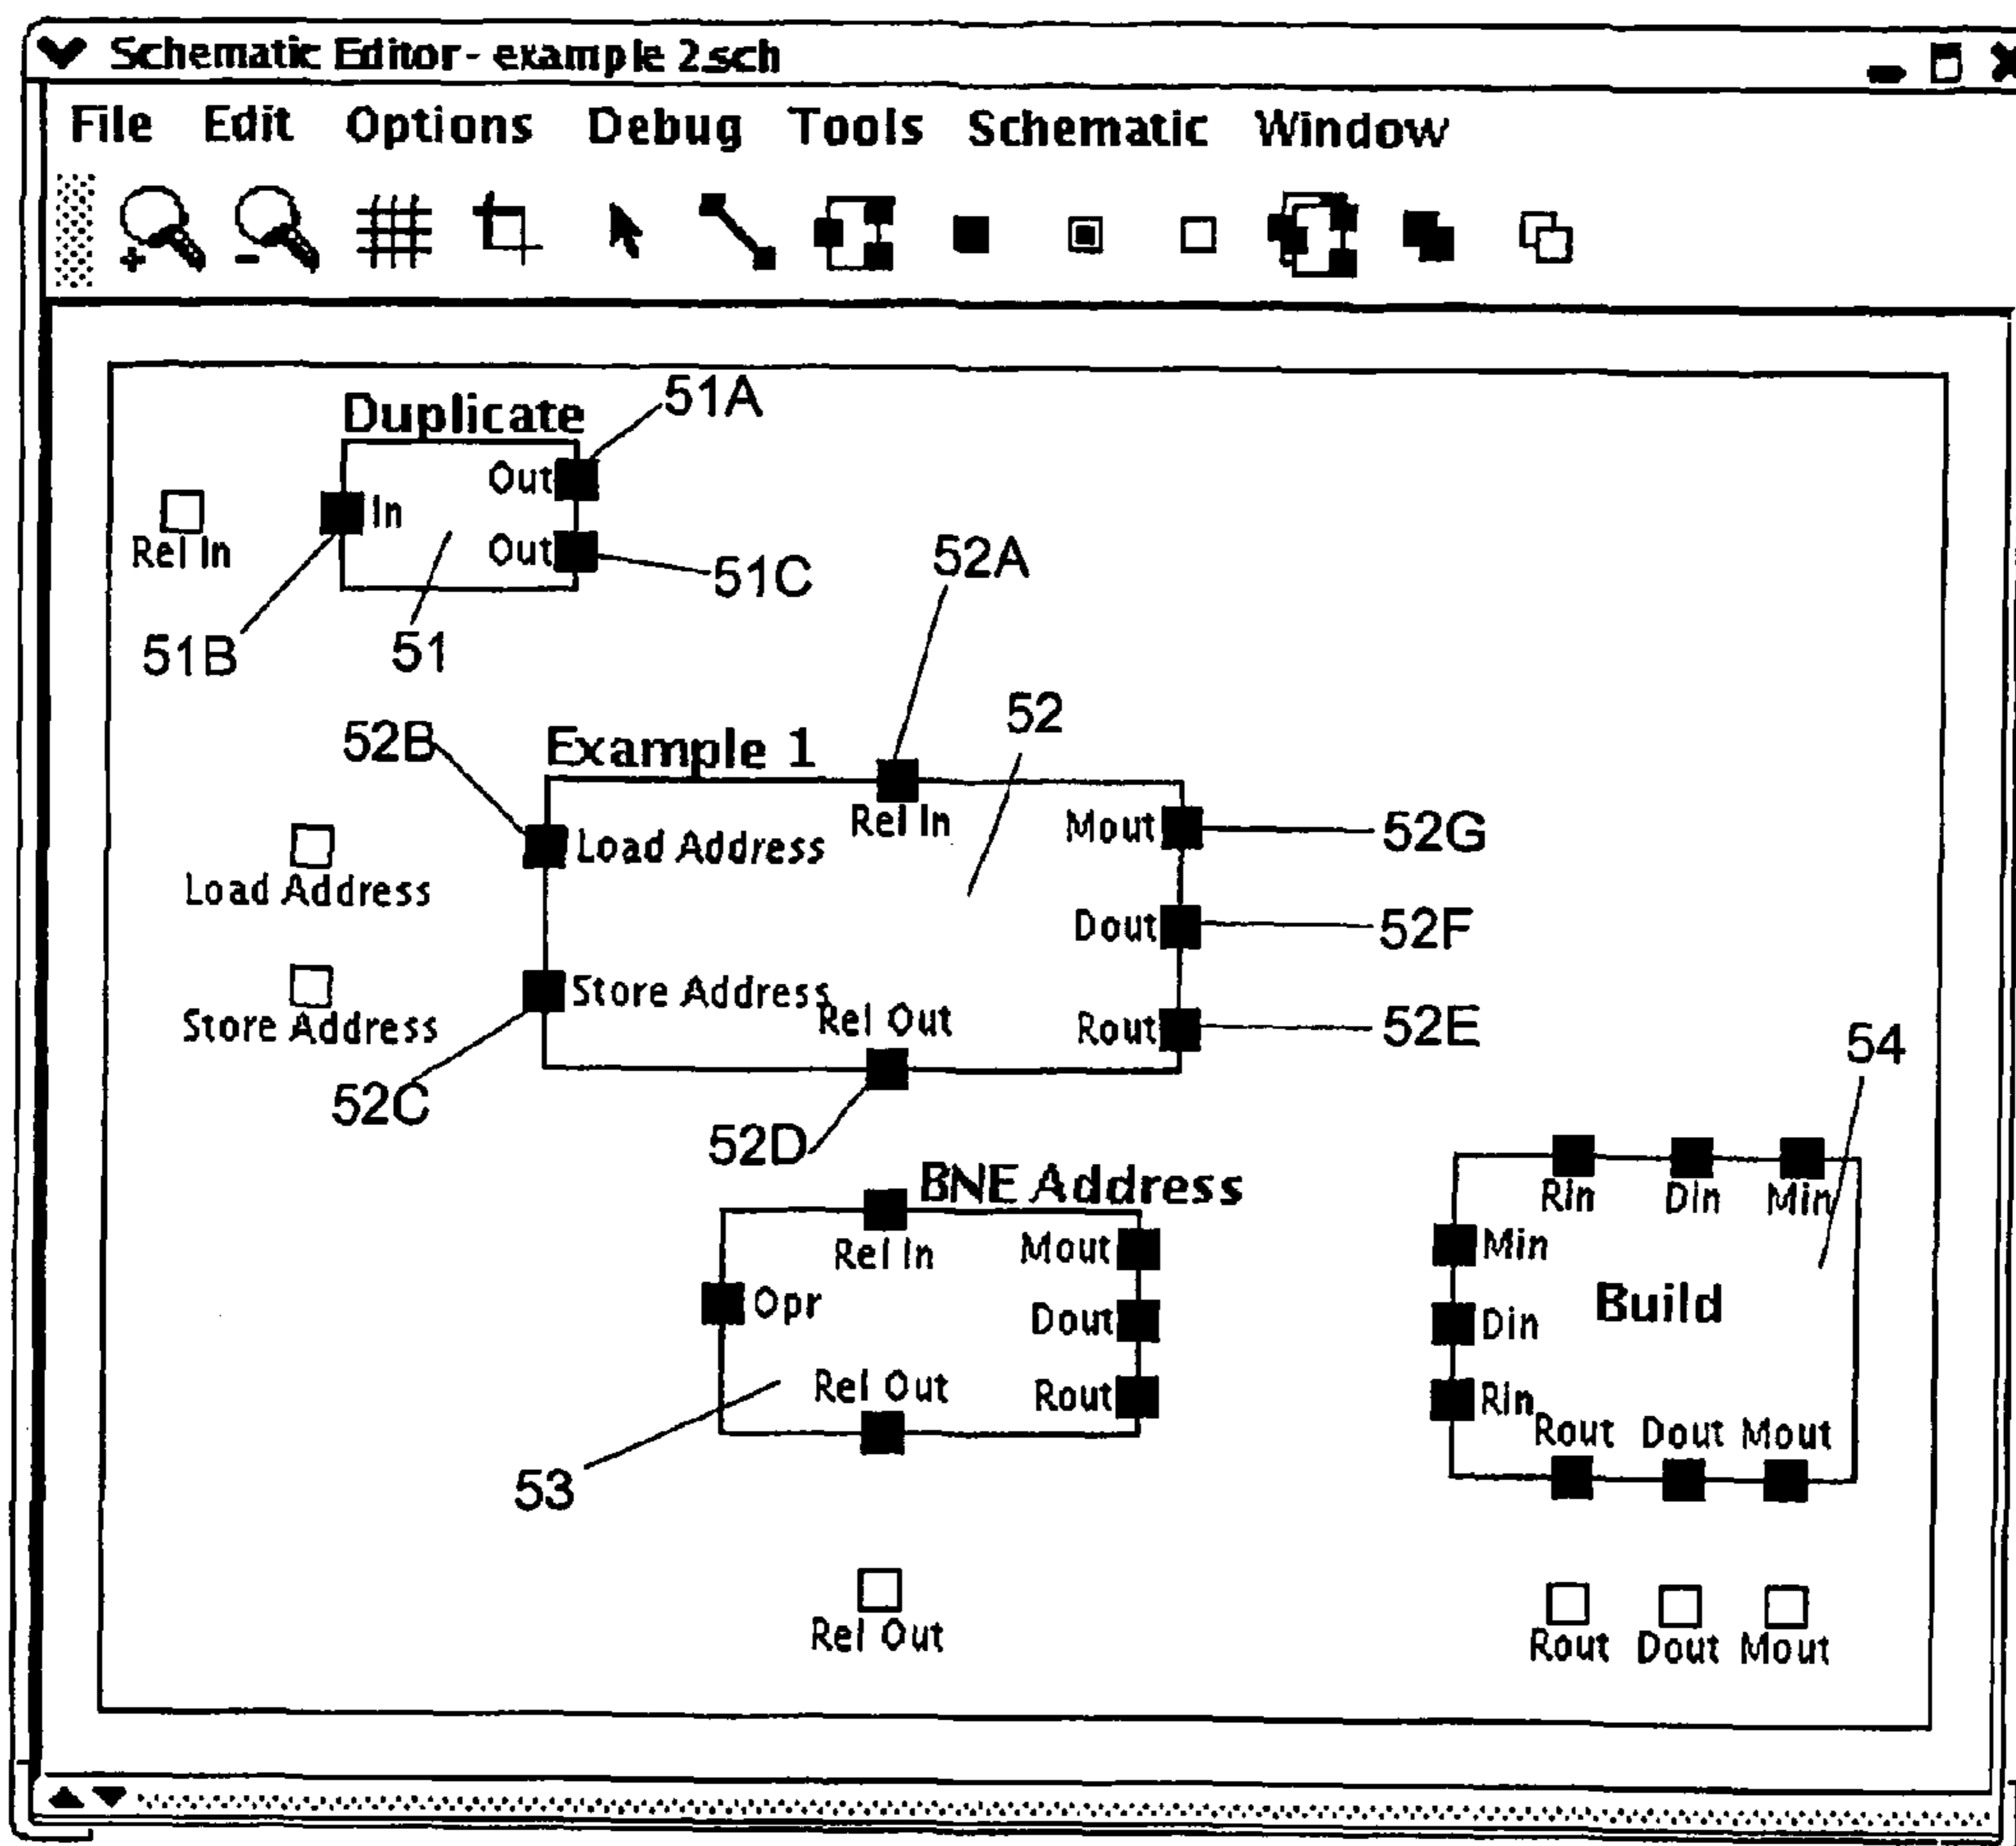 Schematic Editor- example 2.sch
File Edit Options Debug Tools Schematic Window
Duplicate
51A
Out
In
Rel In
Out
51C
51B
51
52A
52
52B
Example 1
Rel In
Mout
52G
Load Address
Load Address
Dout
52F
Store Address
Store Address
Rel Out
Rout
52E
54
52C
52D
BNE Address
Rin Din Min
Rel In
Mout
Min
Opr
Dout
Din
Build
Rel Out
Rout
Rin
Rout Dout Mout
53
Rel Out
Rout Dout Mout